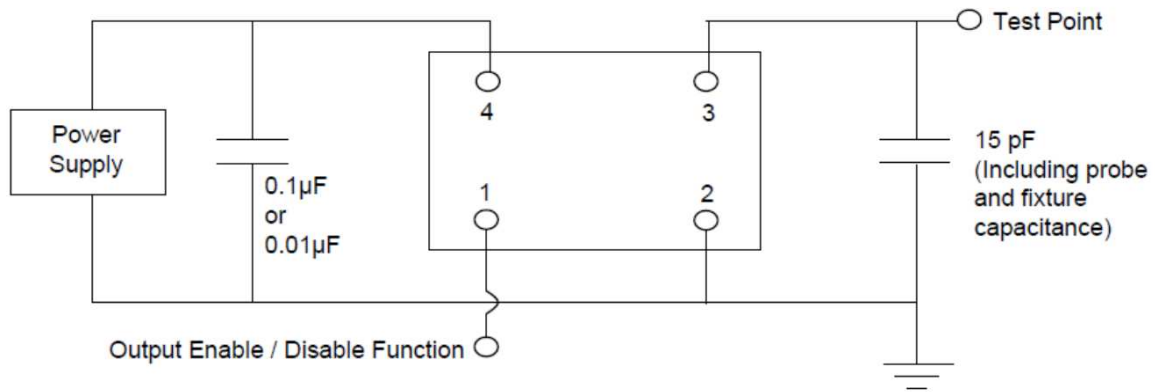 Test Point
4
3
Power
Supply
15 pF
(Including probe
and fixture
capacitance)
0.1µF
or
0.01µF
1
2
Output Enable / Disable Function